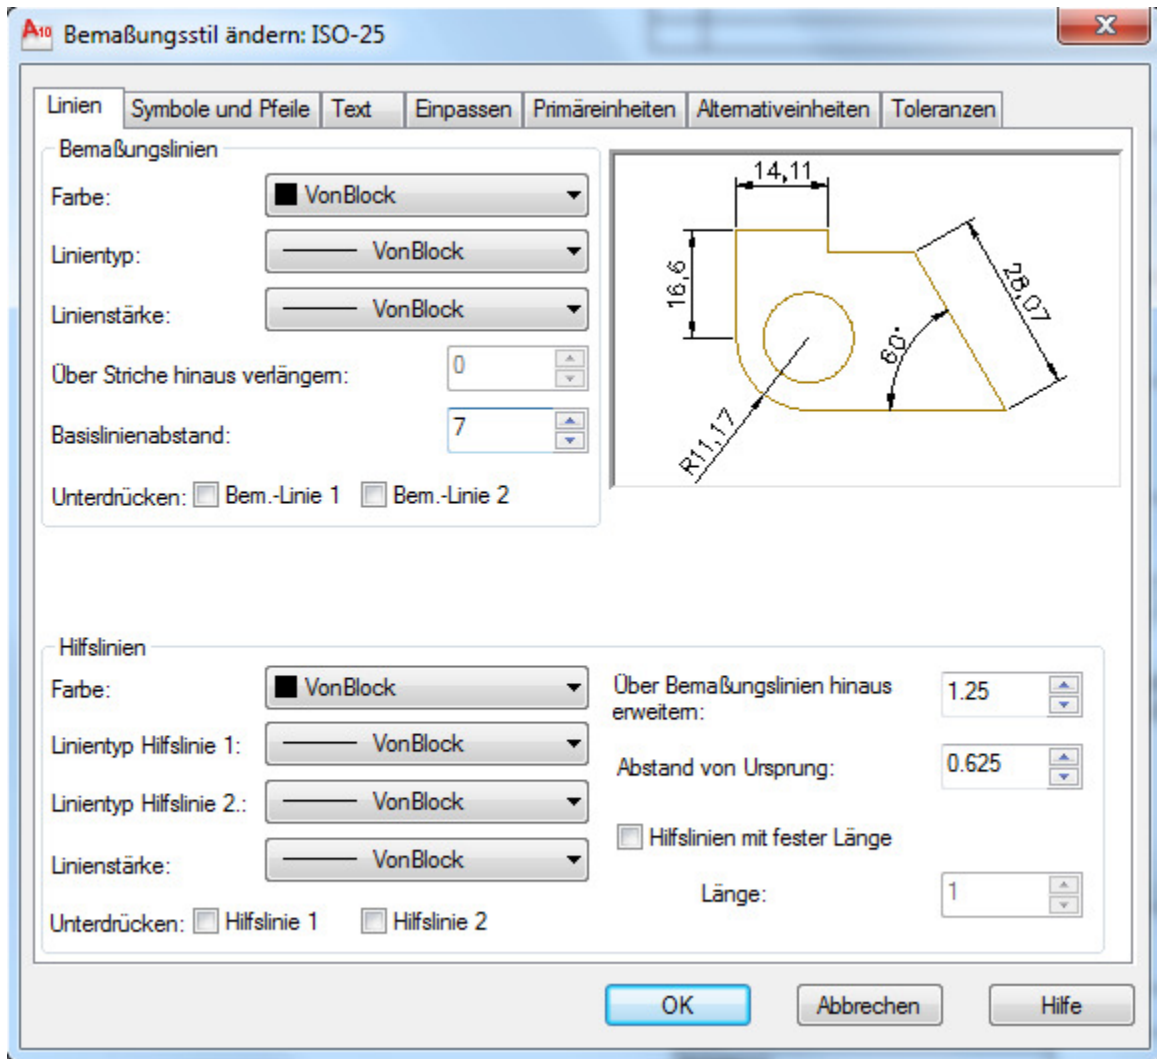 A10 Bemaßungsstil ändern: ISO-25
X
Linien Symbole und Pfeile Text Einpassen Primäreinheiten Alternativeinheiten Toleranzen
Bemaßungslinien
Farbe: VonBlock
Linientyp: VonBlock
Linienstärke: VonBlock
Über Striche hinaus verlängern: 0
Basislinienabstand: 7
Unterdrücken: Bem.-Linie 1 Bem.-Linie 2
14,11
16,6
28,07
60°
R11,17
Hilfslinien
Farbe: VonBlock
Linientyp Hilfslinie 1: VonBlock
Linientyp Hilfslinie 2.: VonBlock
Linienstärke: VonBlock
Unterdrücken: Hilfslinie 1 Hilfslinie 2
Über Bemaßungslinien hinaus
erweitern: 1.25
Abstand von Ursprung: 0.625
Hilfslinien mit fester Länge
Länge: 1
OK Abbrechen Hilfe